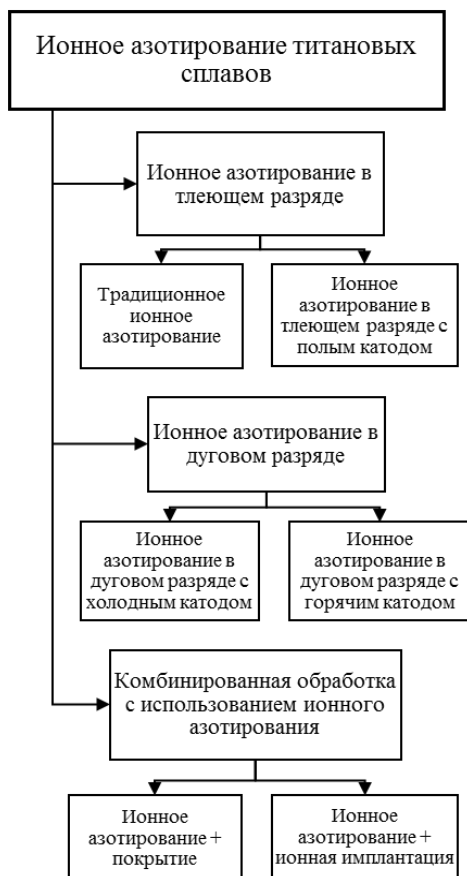 Ионное азотирование титановых
сплавов
Ионное азотирование в
тлеющем разряде
Традиционное
ионное
азотирование
Ионное
азотирование в
тлеющем разряде с
полым катодом
Ионное азотирование в
дуговом разряде
Ионное
азотирование в
дуговом разряде с
холодным катодом
Ионное
азотирование в
дуговом разряде с
горячим катодом
Комбинированная обработка
с использованием ионного
азотирования
Ионное
азотирование +
покрытие
Ионное
азотирование +
ионная имплантация